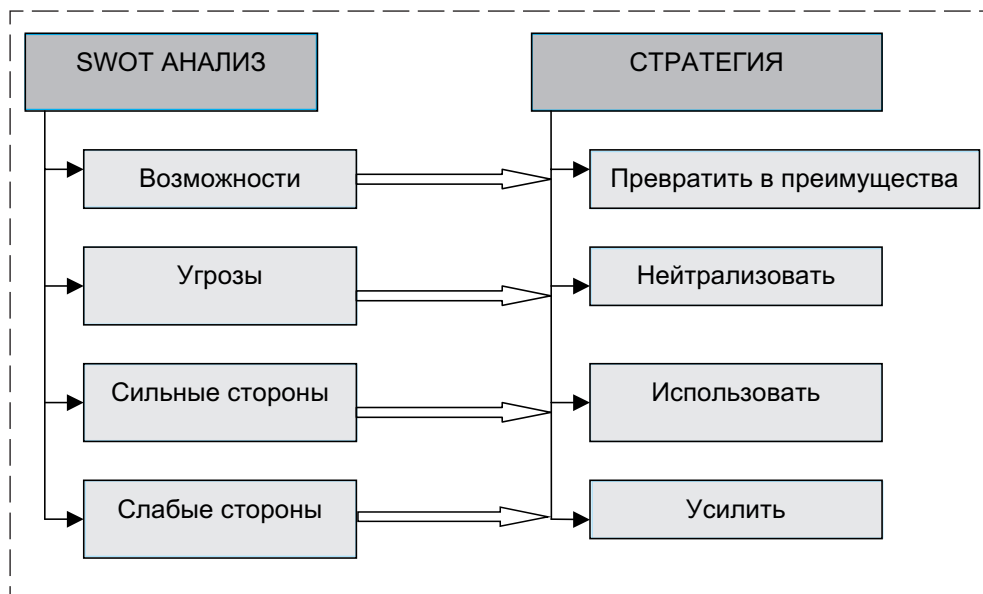 SWOT АНАЛИЗ
СТРАТЕГИЯ
Возможности
Превратить в преимущества
Угрозы
Нейтрализовать
Сильные стороны
Использовать
Слабые стороны
Усилить